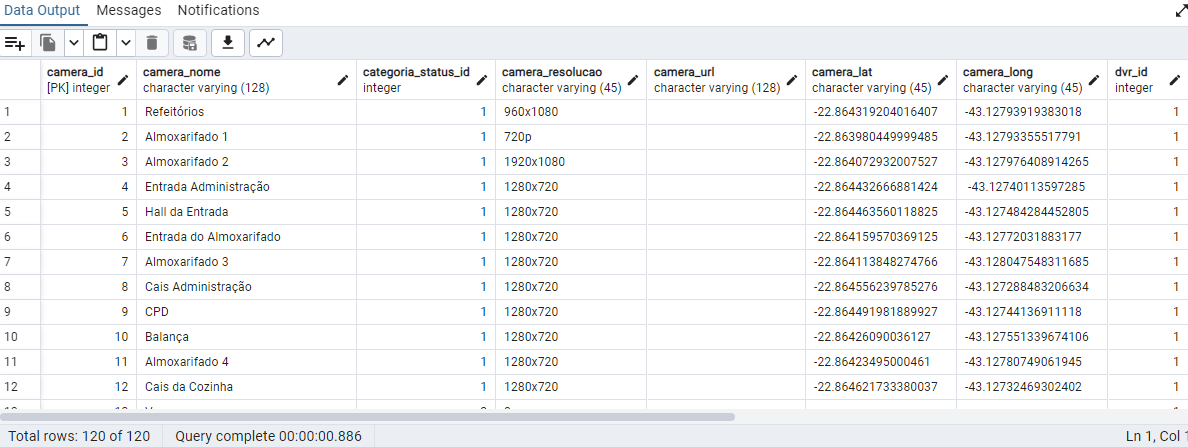 Data Output Messages Notifications
camera_id camera_nome categoria_status_id camera_resolucao camera_url camera_lat camera_long dvr_id
[PK] integer character varying (128) integer character varying (45) character varying (128) character varying (45) character varying (45) integer
1 1 Refeitórios 1 960x1080 -22.864319204016407 -43.12793919383018 1
2 2 Almoxarifado 1 1 720p -22.863980449999485 -43.12793355517791 1
3 3 Almoxarifado 2 1 1920x1080 -22.864072932007527 -43.127976408914265 1
4 4 Entrada Administração 1 1280x720 -22.864432666881424 -43.12740113597285 1
5 5 Hall da Entrada 1 1280x720 -22.864463560118825 -43.127484284452805 1
6 6 Entrada do Almoxarifado 1 1280x720 -22.864159570369125 -43.12772031883177 1
7 7 Almoxarifado 3 1 1280x720 -22.864113848274766 -43.128047548311685 1
8 8 Cais Administração 1 1280x720 -22.864556239785276 -43.127288483206634 1
9 9 CPD 1 1280x720 -22.864491981889927 -43.12744136911118 1
10 10 Balança 1 1280x720 -22.86426090036127 -43.127551339674106 1
11 11 Almoxarifado 4 1 1280x720 -22.86423495000461 -43.12780749061945 1
12 12 Cais da Cozinha 1 1280x720 -22.864621733380037 -43.12732469302402 1
Total rows: 120 of 120 Query complete 00:00:00.886 Ln 1, Col 1